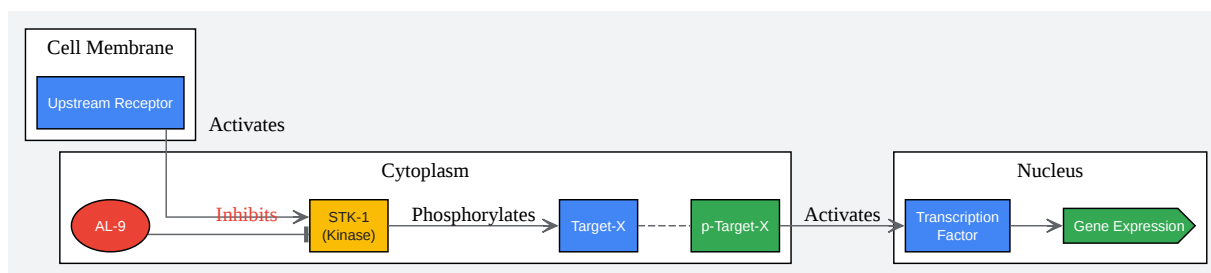 Cell Membrane
Upstream Receptor
Activates
Cytoplasm
AL-9
Inhibits
STK-1
(Kinase)
Phosphorylates
Target-X
p-Target-X
Activates
Nucleus
Transcription
Factor
Gene Expression